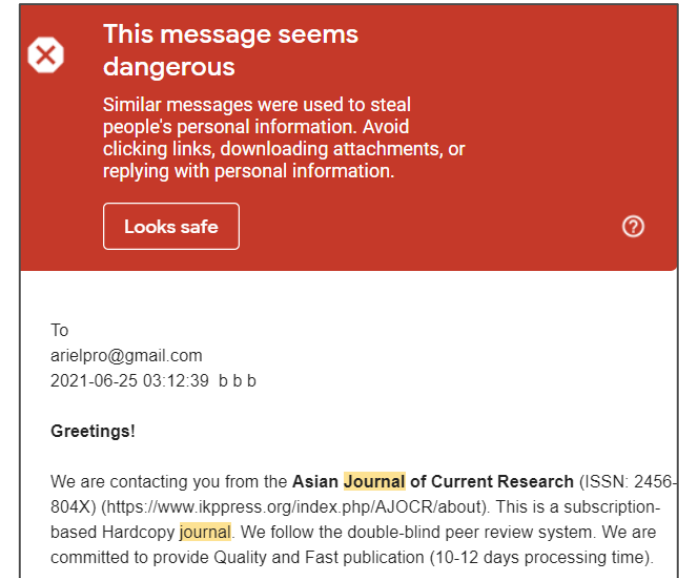 This message seems
dangerous
Similar messages were used to steal
people's personal information. Avoid
clicking links, downloading attachments, or
replying with personal information.
Looks safe
To
arielpro@gmail.com
2021-06-25 03:12:39 b b b
Greetings!
We are contacting you from the Asian Journal of Current Research (ISSN: 2456-
804X) (https://www.ikppress.org/index.php/AJOCR/about). This is a subscription-
based Hardcopy journal. We follow the double-blind peer review system. We are
committed to provide Quality and Fast publication (10-12 days processing time).